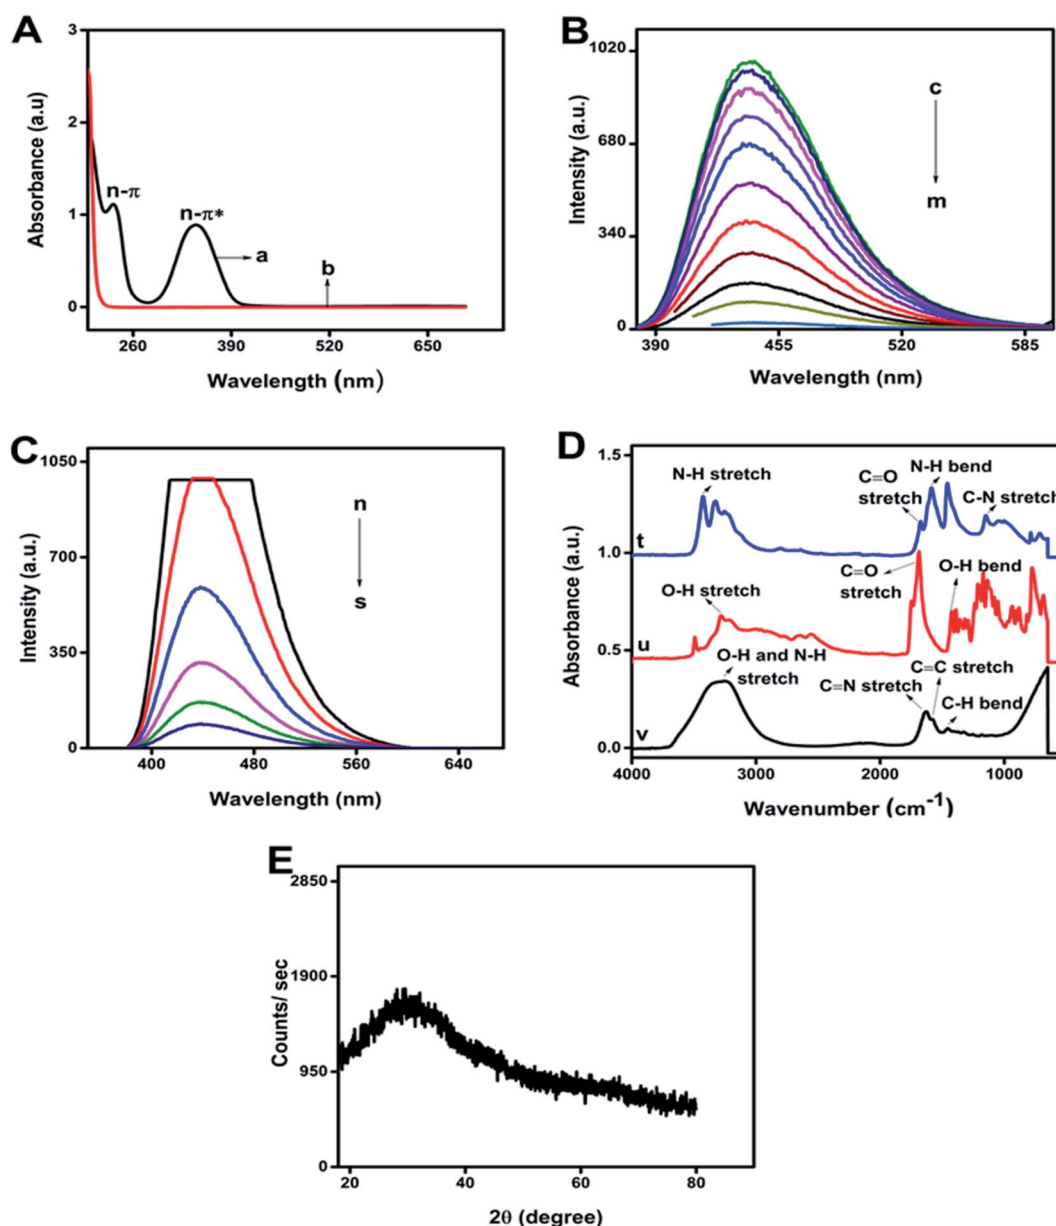 A
3
2
1
0
Absorbance (a.u)
n-π
n-π*
a
b
260
390
520
650
Wavelength (nm)
B
1020
680
340
0
Intensity (a.u.)
c
m
390
455
520
585
Wavelength (nm)
C
1050
700
350
0
Intensity (a.u.)
n
s
400
480
560
640
Wavelength (nm)
D
1.5
1.0
0.5
0.0
Absorbance (a.u.)
N-H stretch
C=O
stretch
N-H bend
C-N stretch
t
C=O
stretch
O-H bend
O-H stretch
u
O-H and N-H
stretch
C=C stretch
C=N stretch
C-H bend
v
4000
3000
2000
1000
Wavenumber (cm-1)
E
2850
1900
950
0
Counts/ sec
20
40
60
80
2θ (degree)